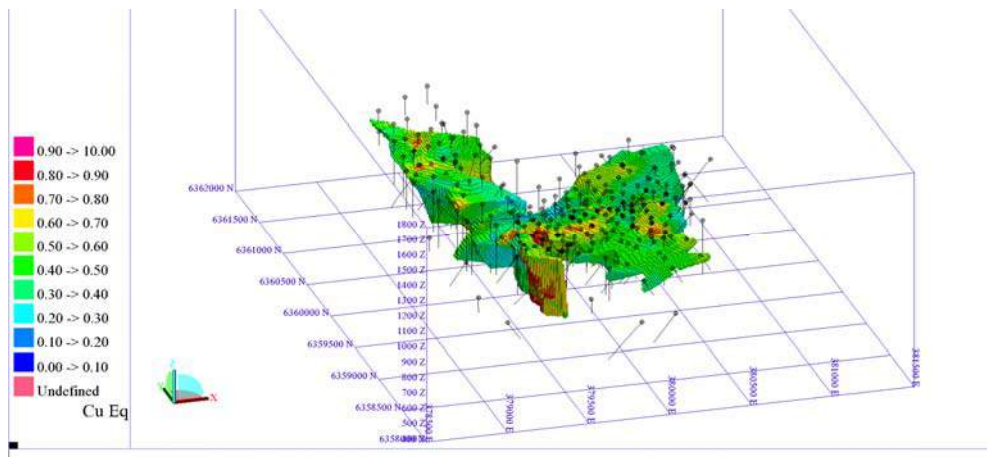 0.90 -> 10.00
0.80 -> 0.90
0.70 -> 0.80
0.60 -> 0.70
0.50 -> 0.60
0.40 -> 0.50
0.30 -> 0.40
0.20 -> 0.30
0.10 -> 0.20
0.00 -> 0.10
Undefined
Cu Eq
X
6362000 N
6361500 N
6361000 N
6360500 N
6360000 N
6359500 N
6359000 N
6358500 N
6358000 N
1800 Z
1700 Z
1600 Z
1500 Z
1400 Z
1300 Z
1200 Z
1100 Z
1000 Z
900 Z
800 Z
700 Z
600 Z
500 Z
378500 E
379000 E
379500 E
380000 E
380500 E
381000 E
381500 E